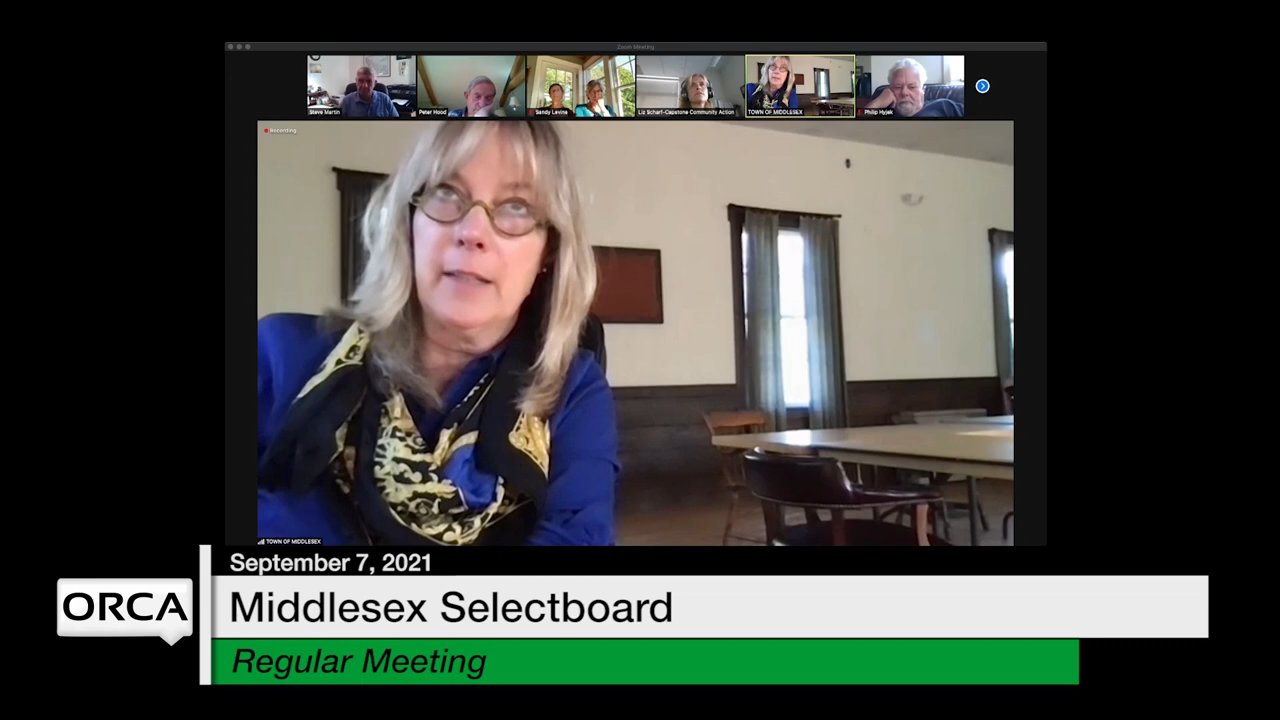 Zoom Meeting
Steve Martin
Peter Hood
Sandy Levine
Liz Scharf-Capstone Community Action
TOWN OF MIDDLESEX
Philip Hyjek
Recording
TOWN OF MIDDLESEX
September 7, 2021
ORCA
Middlesex Selectboard
Regular Meeting